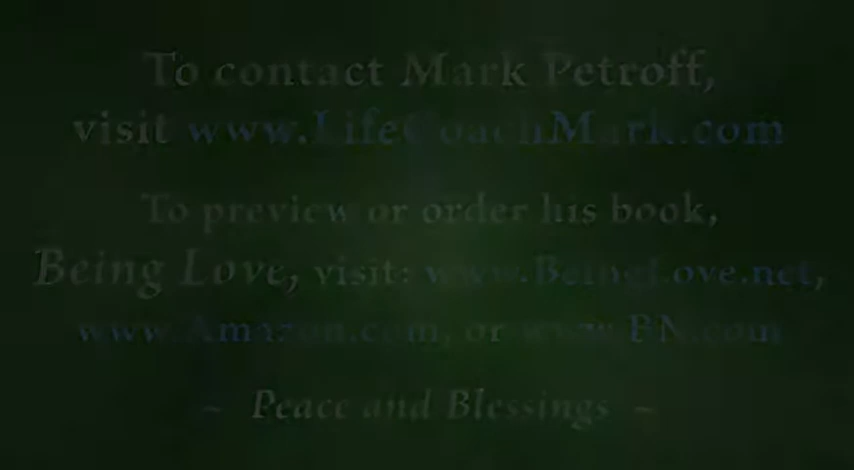 To contact Mark Petroff,
visit www.LifeCoachMark.com
To preview or order his book,
Being Love, visit: www.BeingLove.net,
www.Amazon.com, or www.BN.com
~ Peace and Blessings ~